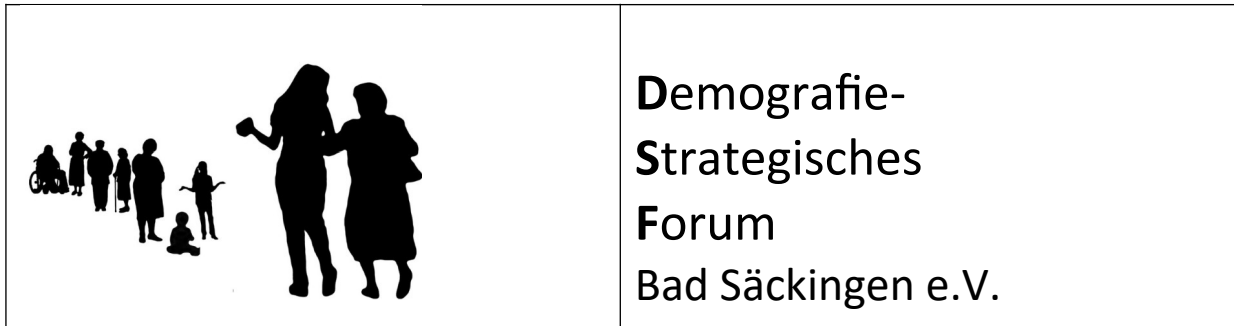 Demografie-
Strategisches
Forum
Bad Säckingen e.V.